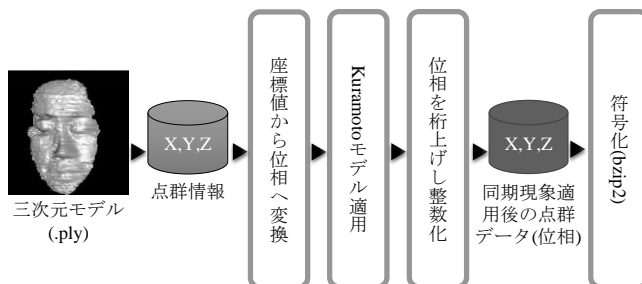 三次元モデル
(.ply)
X,Y,Z
点群情報
座標値から位相へ変換
Kuramotoモデル適用
位相を桁上げし整数化
X,Y,Z
同期現象適
用後の点群
データ(位相)
符号化(bzip2)